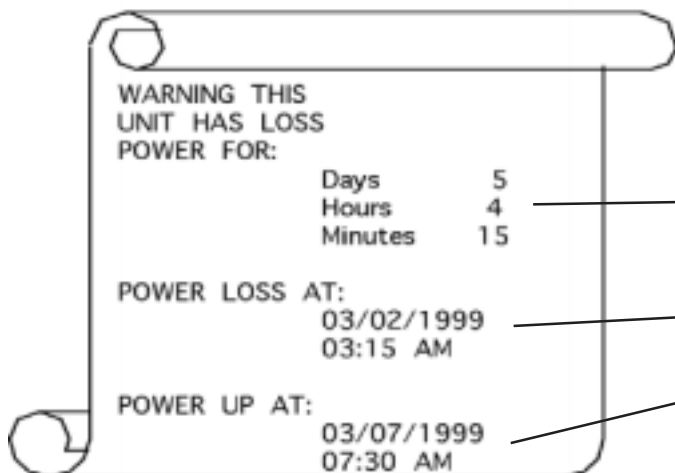 WARNING THIS
UNIT HAS LOSS
POWER FOR:
Days 5
Hours 4
Minutes 15
POWER LOSS AT:
03/02/1999
03:15 AM
POWER UP AT:
03/07/1999
07:30 AM